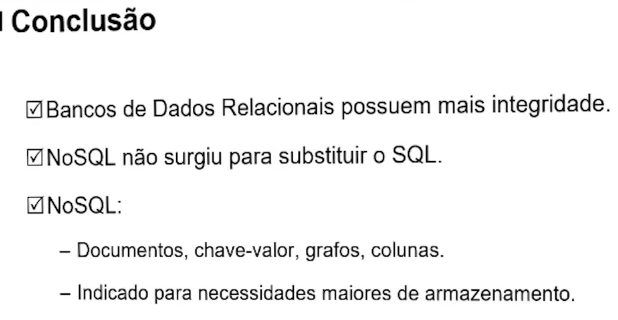 Conclusão
☑Bancos de Dados Relacionais possuem mais integridade.
☑NoSQL não surgiu para substituir o SQL.
☑NoSQL:
– Documentos, chave-valor, grafos, colunas.
– Indicado para necessidades maiores de armazenamento.